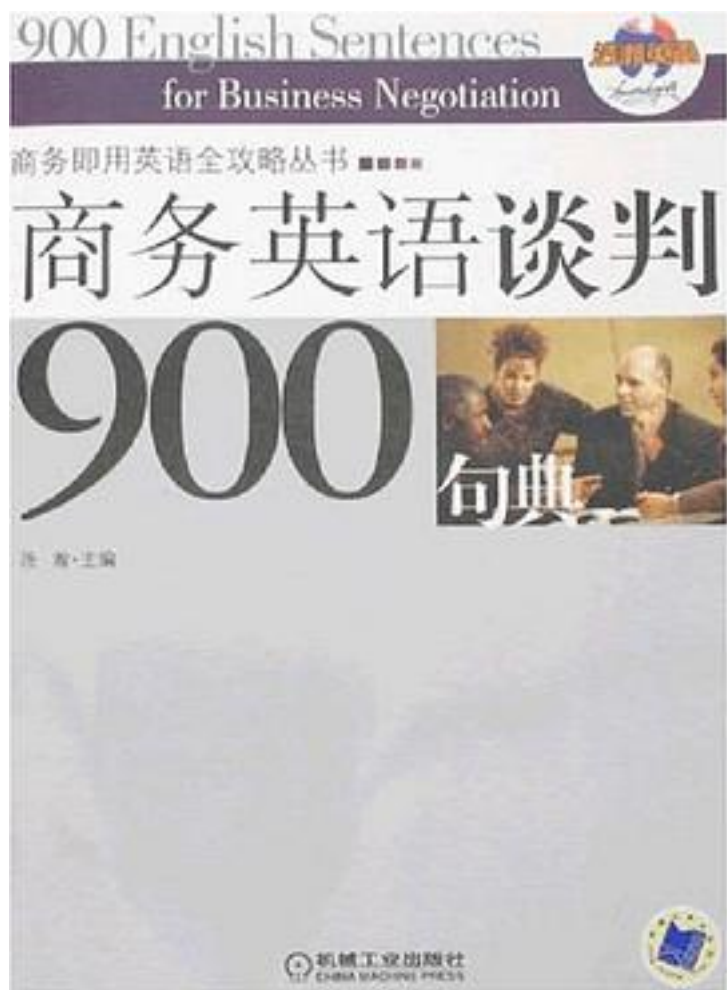 900 English Sentences
for Business Negotiation
商务即用英语全攻略丛书
商务英语谈判
900
句典
主编
机械工业出版社
CHINA MACHINE PRESS